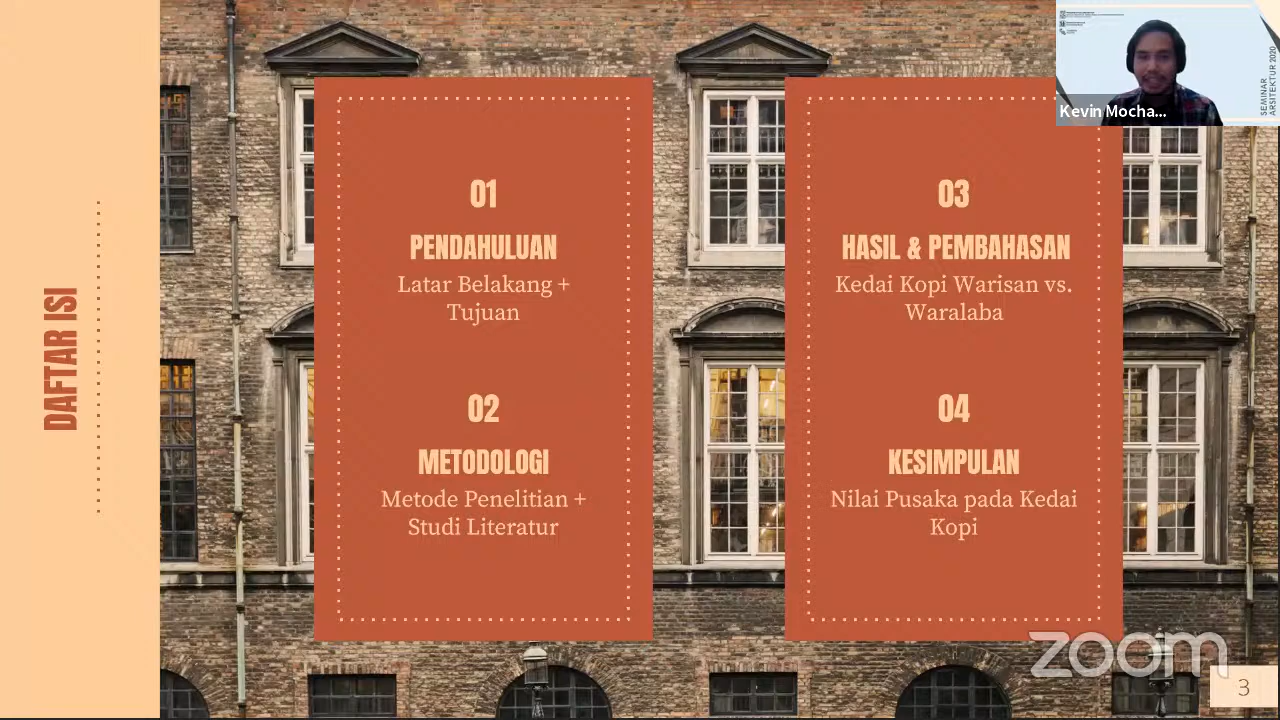 DAFTAR ISI
01
PENDAHULUAN
Latar Belakang +
Tujuan
02
METODOLOGI
Metode Penelitian +
Studi Literatur
03
HASIL & PEMBAHASAN
Kedai Kopi Warisan vs.
Waralaba
04
KESIMPULAN
Nilai Pusaka pada Kedai
Kopi
Kevin Mocha...
SEMINAR
ARSITEKTUR 2020
zoom
3